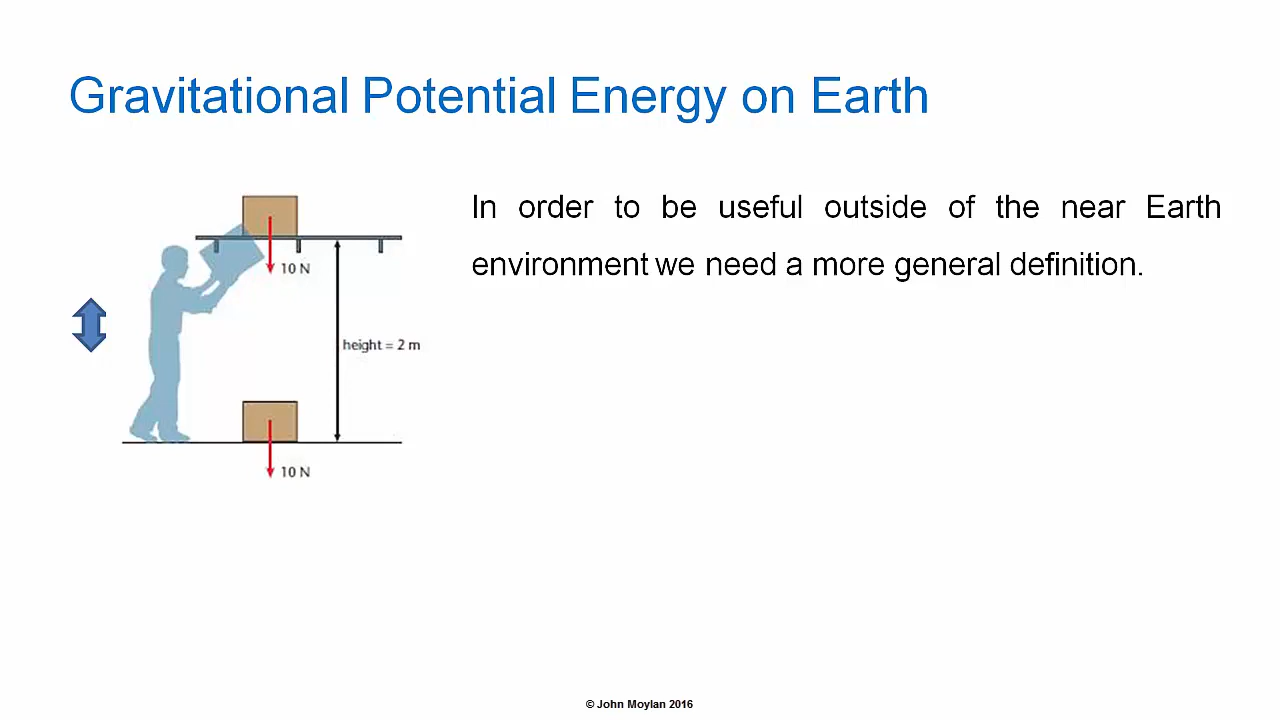 Gravitational Potential Energy on Earth
In order to be useful outside of the near Earth
environment we need a more general definition.
10 N
height = 2 m
10 N
© John Moylan 2016